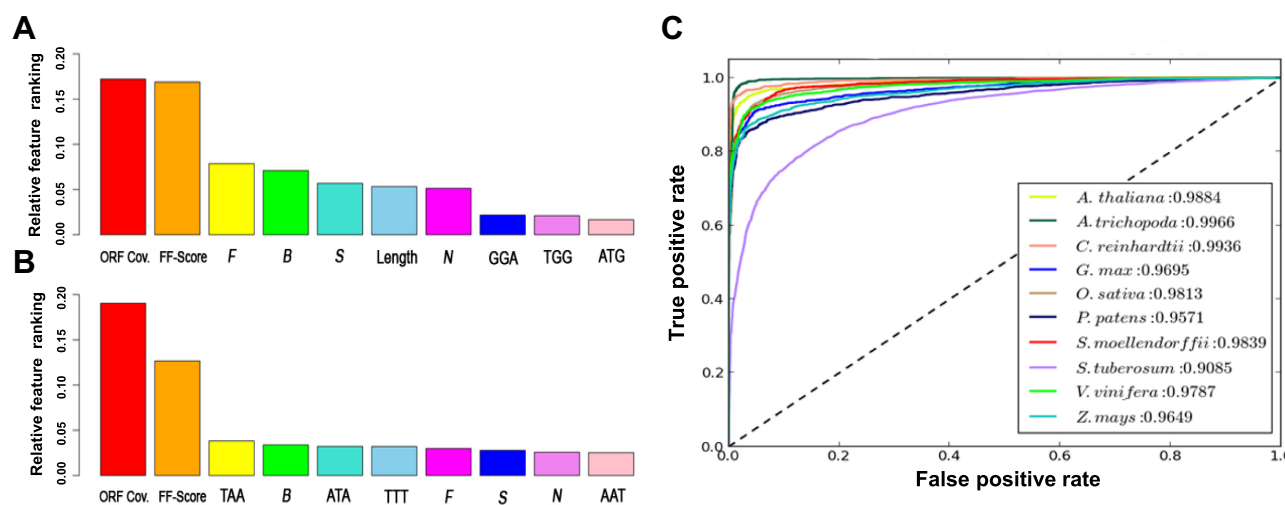 A
Relative feature ranking
0.00 0.05 0.10 0.15 0.20
ORF Cov. FF-Score F B S Length N GGA TGG ATG
B
Relative feature ranking
0.00 0.05 0.10 0.15 0.20
ORF Cov. FF-Score TAA B ATA TTT F S N AAT
C
True positive rate
1.0
0.8
0.6
0.4
0.2
0.0
A. thaliana :0.9884
A.trichopoda :0.9966
C. reinhardtii :0.9936
G. max :0.9695
O. sativa :0.9813
P. patens :0.9571
S.moellendorffii :0.9839
S.tuberosum :0.9085
V. vinifera :0.9787
Z. mays :0.9649
0.0 0.2 0.4 0.6 0.8
False positive rate